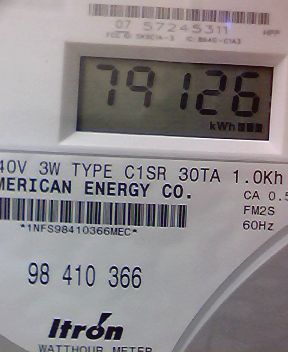 07 57245311
79126
kWh
40V 3W TYPE C1SR 30TA 1.0Kh
MERICAN ENERGY CO.
CA 0.5
FM2S
60Hz
*1NFS98410366MEC*
98 410 366
Itron
WATTHOUR METER